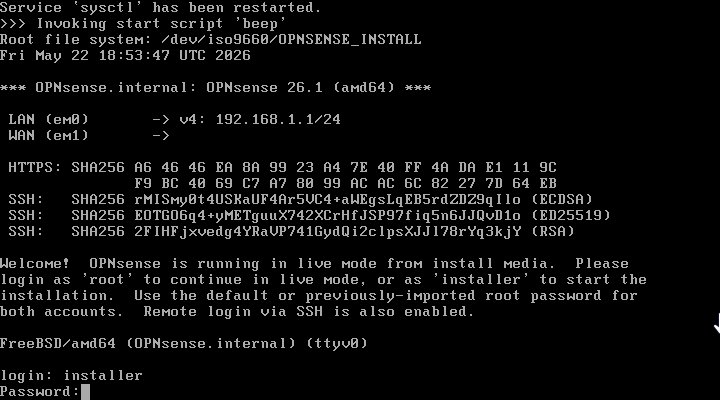 Service 'sysctl' has been restarted.
>>> Invoking start script 'beep'
Root file system: /dev/iso9660/OPNSENSE_INSTALL
Fri May 22 18:53:47 UTC 2026
*** OPNsense.internal: OPNsense 26.1 (amd64) ***
LAN (em0) -> v4: 192.168.1.1/24
WAN (em1) ->
HTTPS: SHA256 A6 46 46 EA 8A 99 23 A4 7E 40 FF 4A DA E1 11 9C
F9 BC 40 69 C7 A7 80 99 AC AC 6C 82 27 7D 64 EB
SSH: SHA256 rMISmy0t4USKaUF4Ar5VC4+aWEgsLqEB5rdZDZ9qIlo (ECDSA)
SSH: SHA256 EOTGO6q4+yMETguuX742XCrHfJSP97fiq5n6JJQvD1o (ED25519)
SSH: SHA256 2FIHFjxvedg4YRaVP741GydQi2clpsXJJl78rYq3kjY (RSA)
Welcome!  OPNsense is running in live mode from install media.  Please
login as 'root' to continue in live mode, or as 'installer' to start the
installation.  Use the default or previously-imported root password for
both accounts.  Remote login via SSH is also enabled.
FreeBSD/amd64 (OPNsense.internal) (ttyv0)
login: installer
Password: